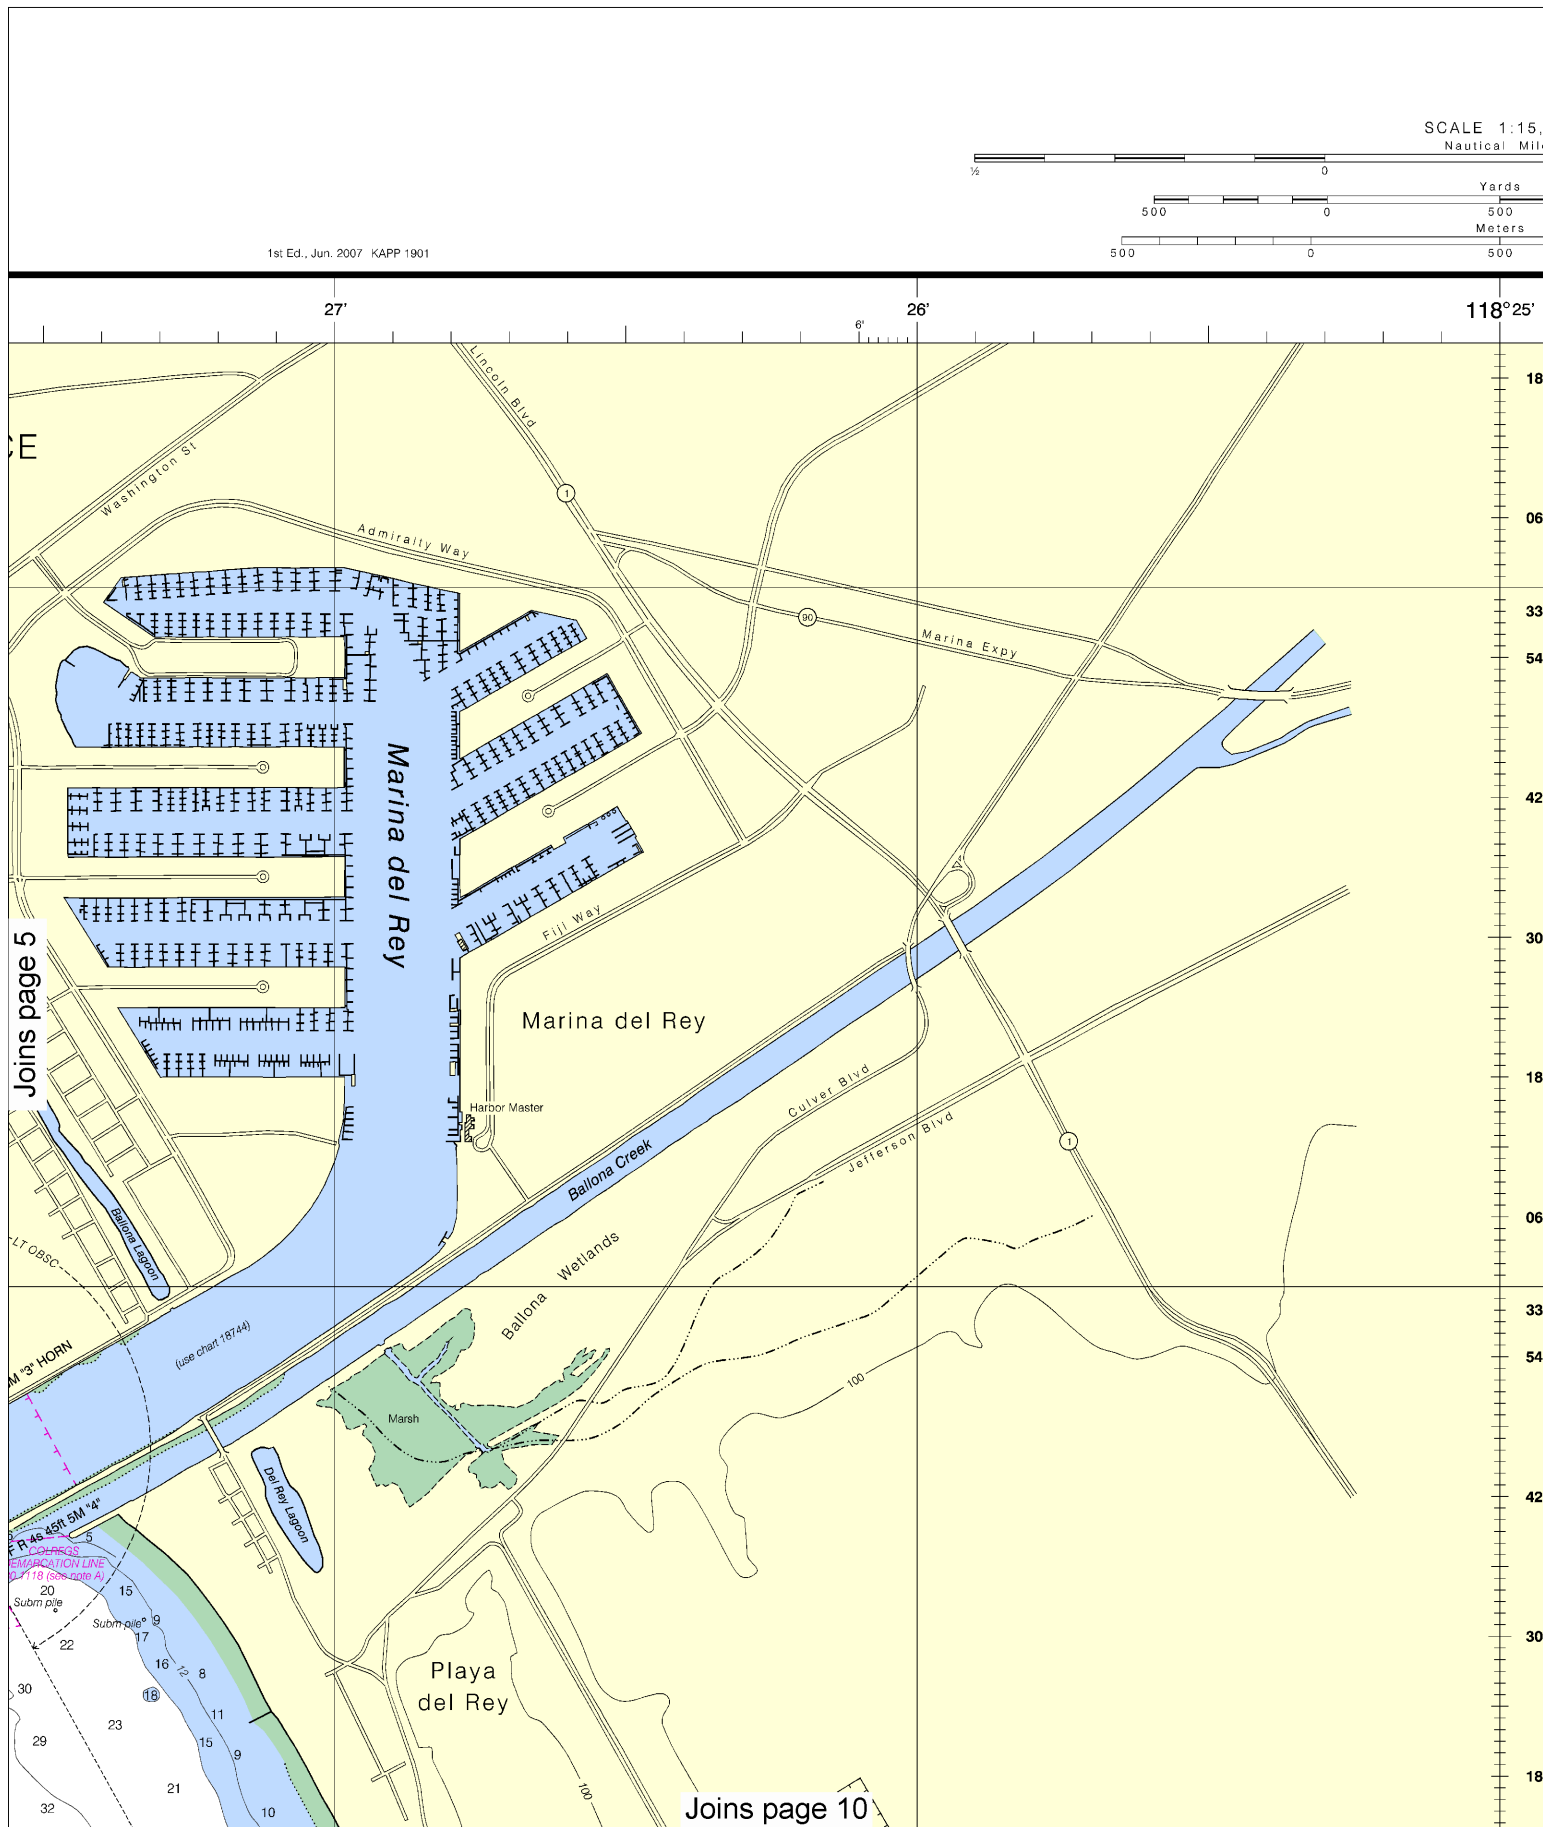 SCALE 1:15,
Nautical Mil
½
0
Yards
500
0
500
Meters
500
0
500
1st Ed., Jun. 2007 KAPP 1901
27'
6"
26'
118°25'
18
Lincoln Blvd
CE
Washington St
1
06
Admiralty Way
33
90
Marina Expy
54
Marina del Rey
42
Fiji Way
30
Joins page 5
Marina del Rey
18
Culver Blvd
Harbor Master
Jefferson Blvd
1
Ballona Creek
06
Ballona Lagoon
LT OBSC
Ballona Wetlands
33
(use chart 18744)
M "3" HORN
54
100
Marsh
Del Rey Lagoon
42
F R 4s 45ft 5M "4"
5
COLREGS
EMARCATION LINE
0.1118 (see note A)
20
15
Subm pile
Subm pile
9
17
22
30
16
12
8
Playa
del Rey
30
18
11
23
29
15
9
18
21
100
32
10
Joins page 10